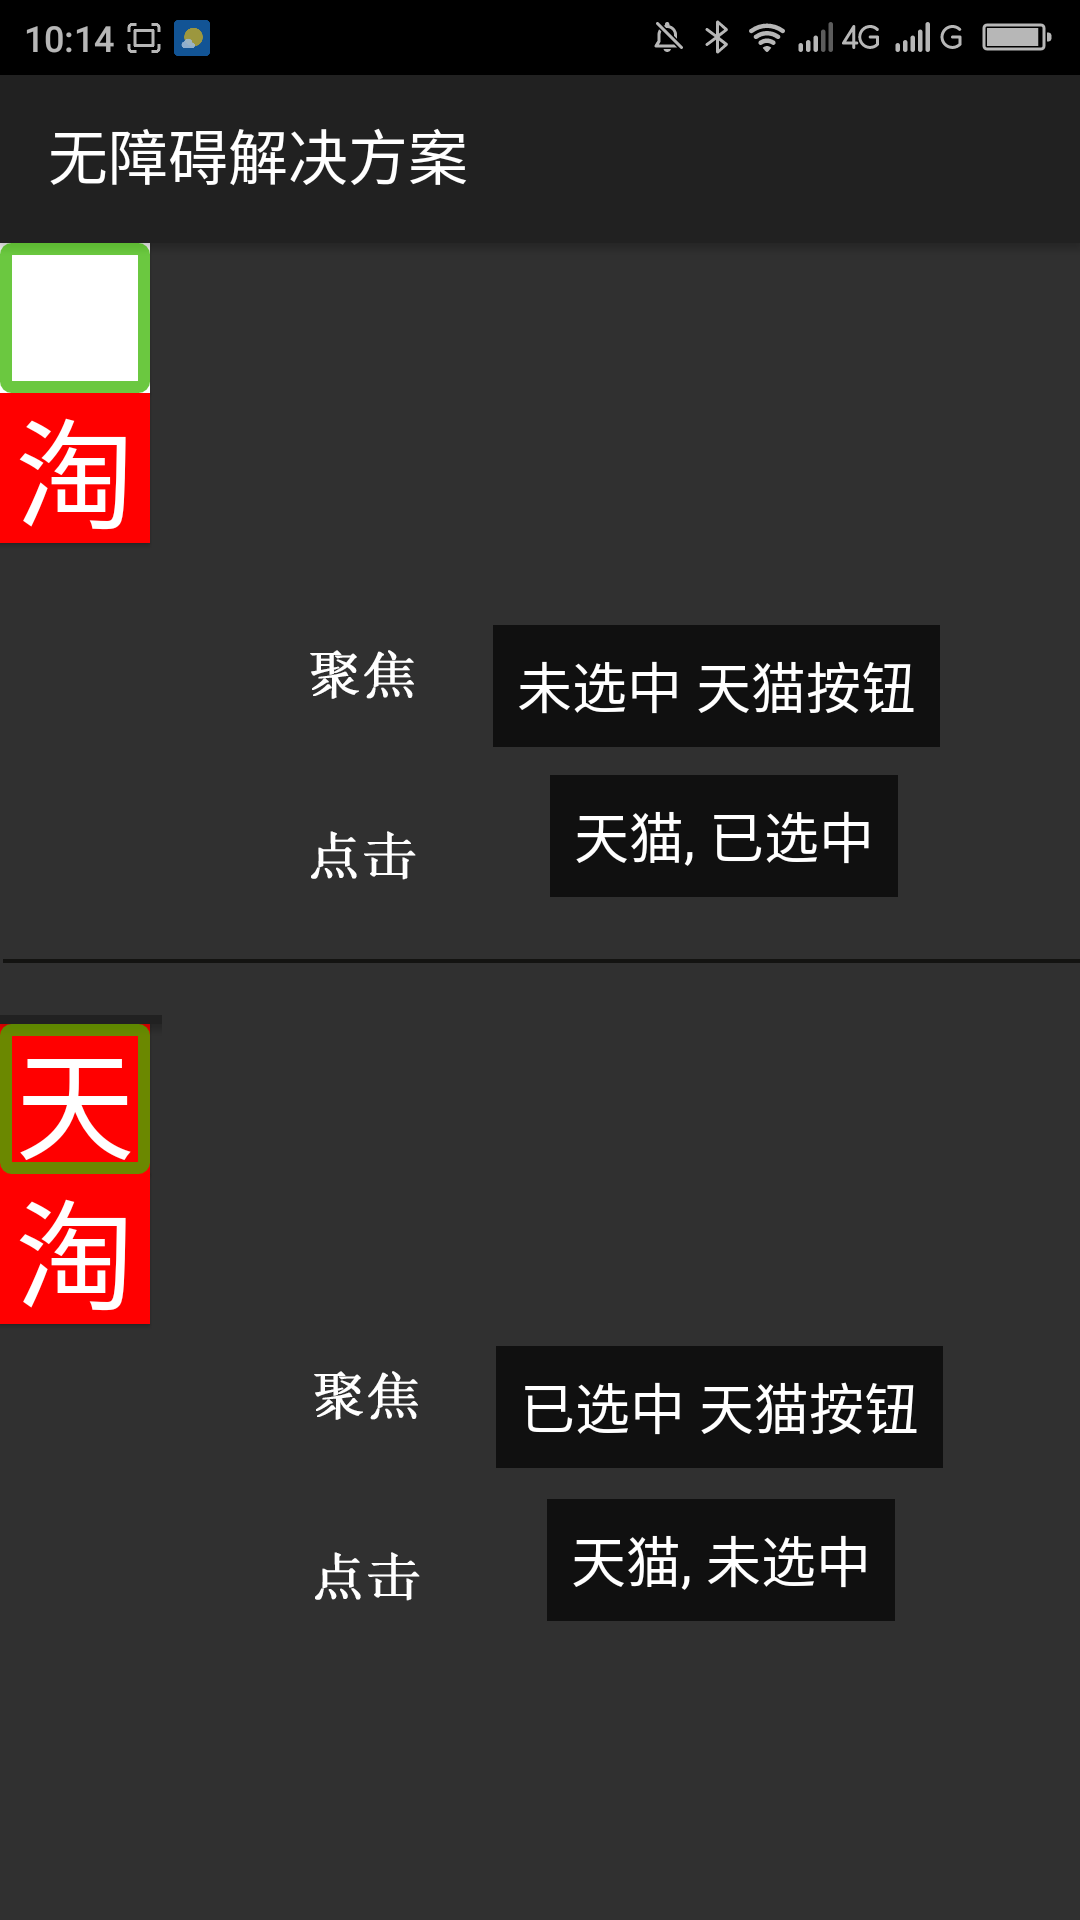 10:14 4G G
无障碍解决方案
淘
聚焦 未选中 天猫按钮
点击 天猫, 已选中
天
淘
聚焦 已选中 天猫按钮
点击 天猫, 未选中